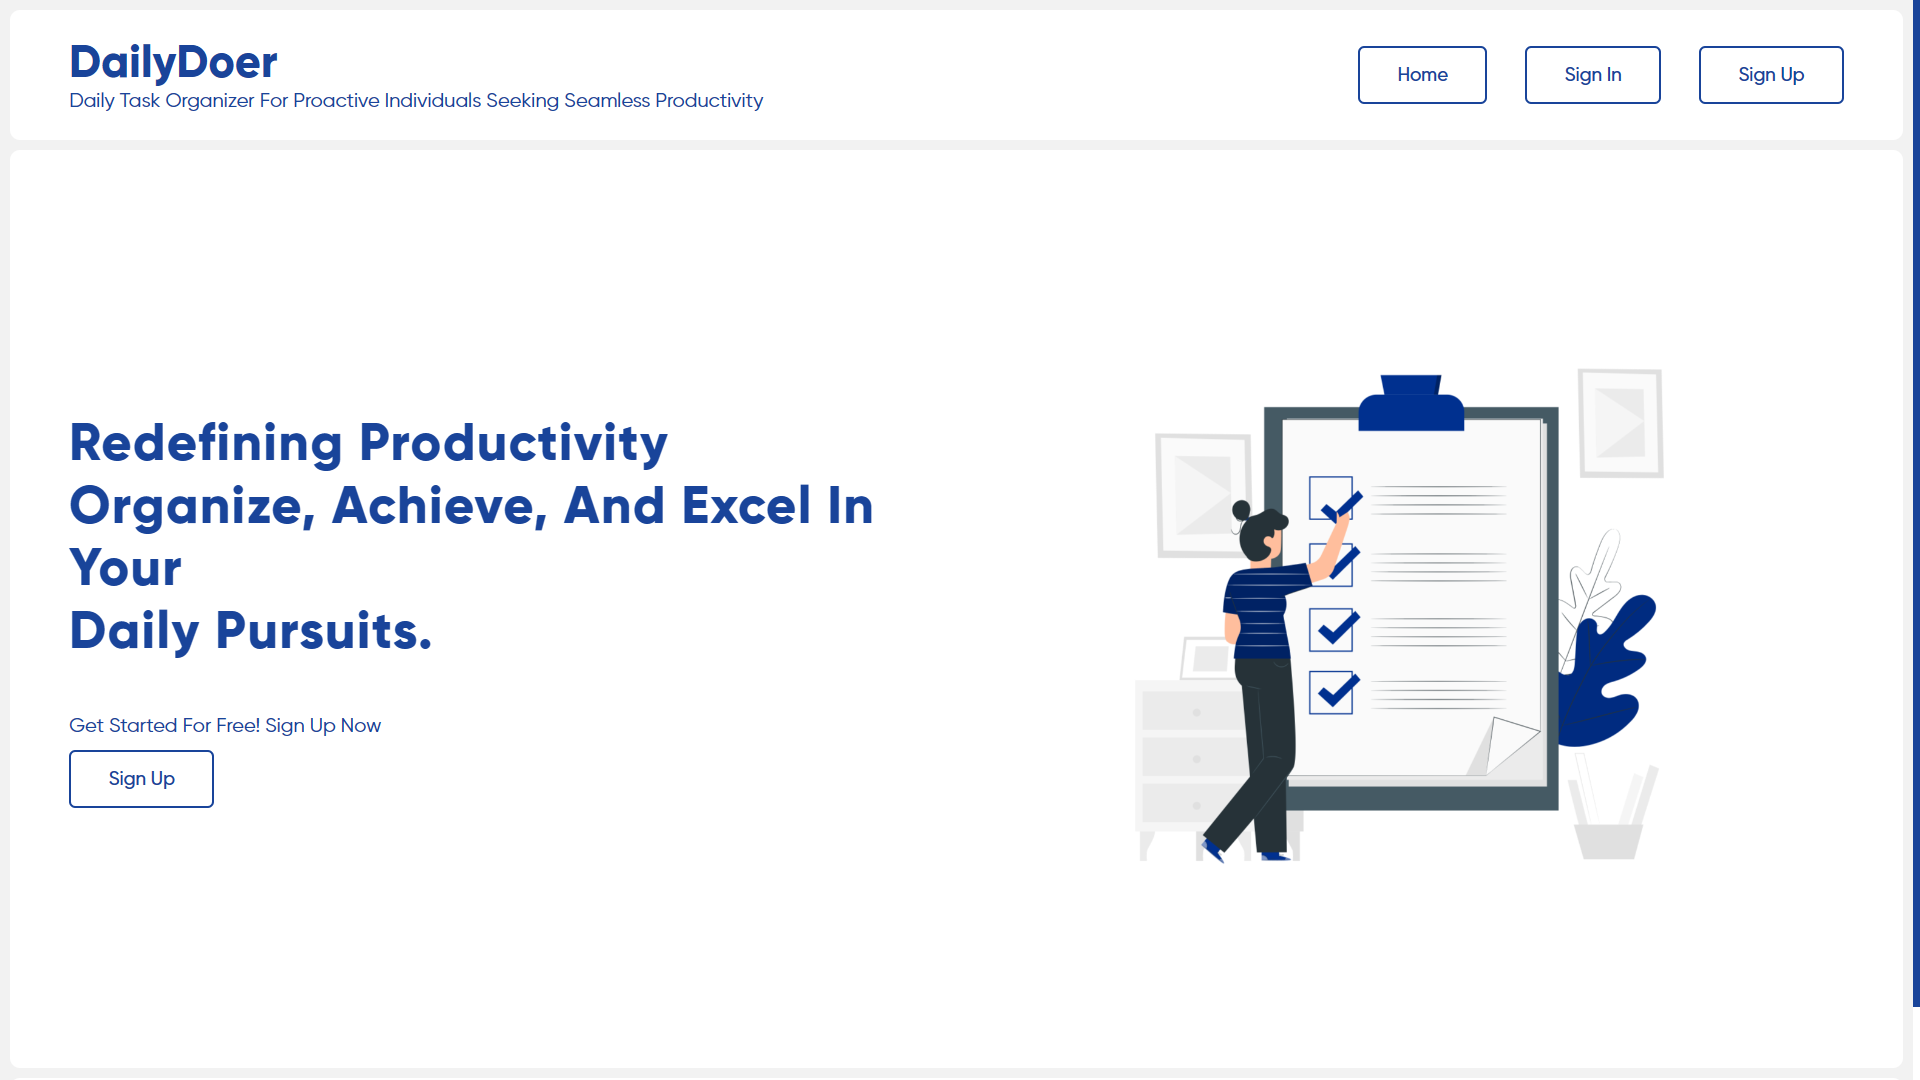 DailyDoer
Daily Task Organizer For Proactive Individuals Seeking Seamless Productivity
Home
Sign In
Sign Up
Redefining Productivity
Organize, Achieve, And Excel In
Your
Daily Pursuits.
Get Started For Free! Sign Up Now
Sign Up